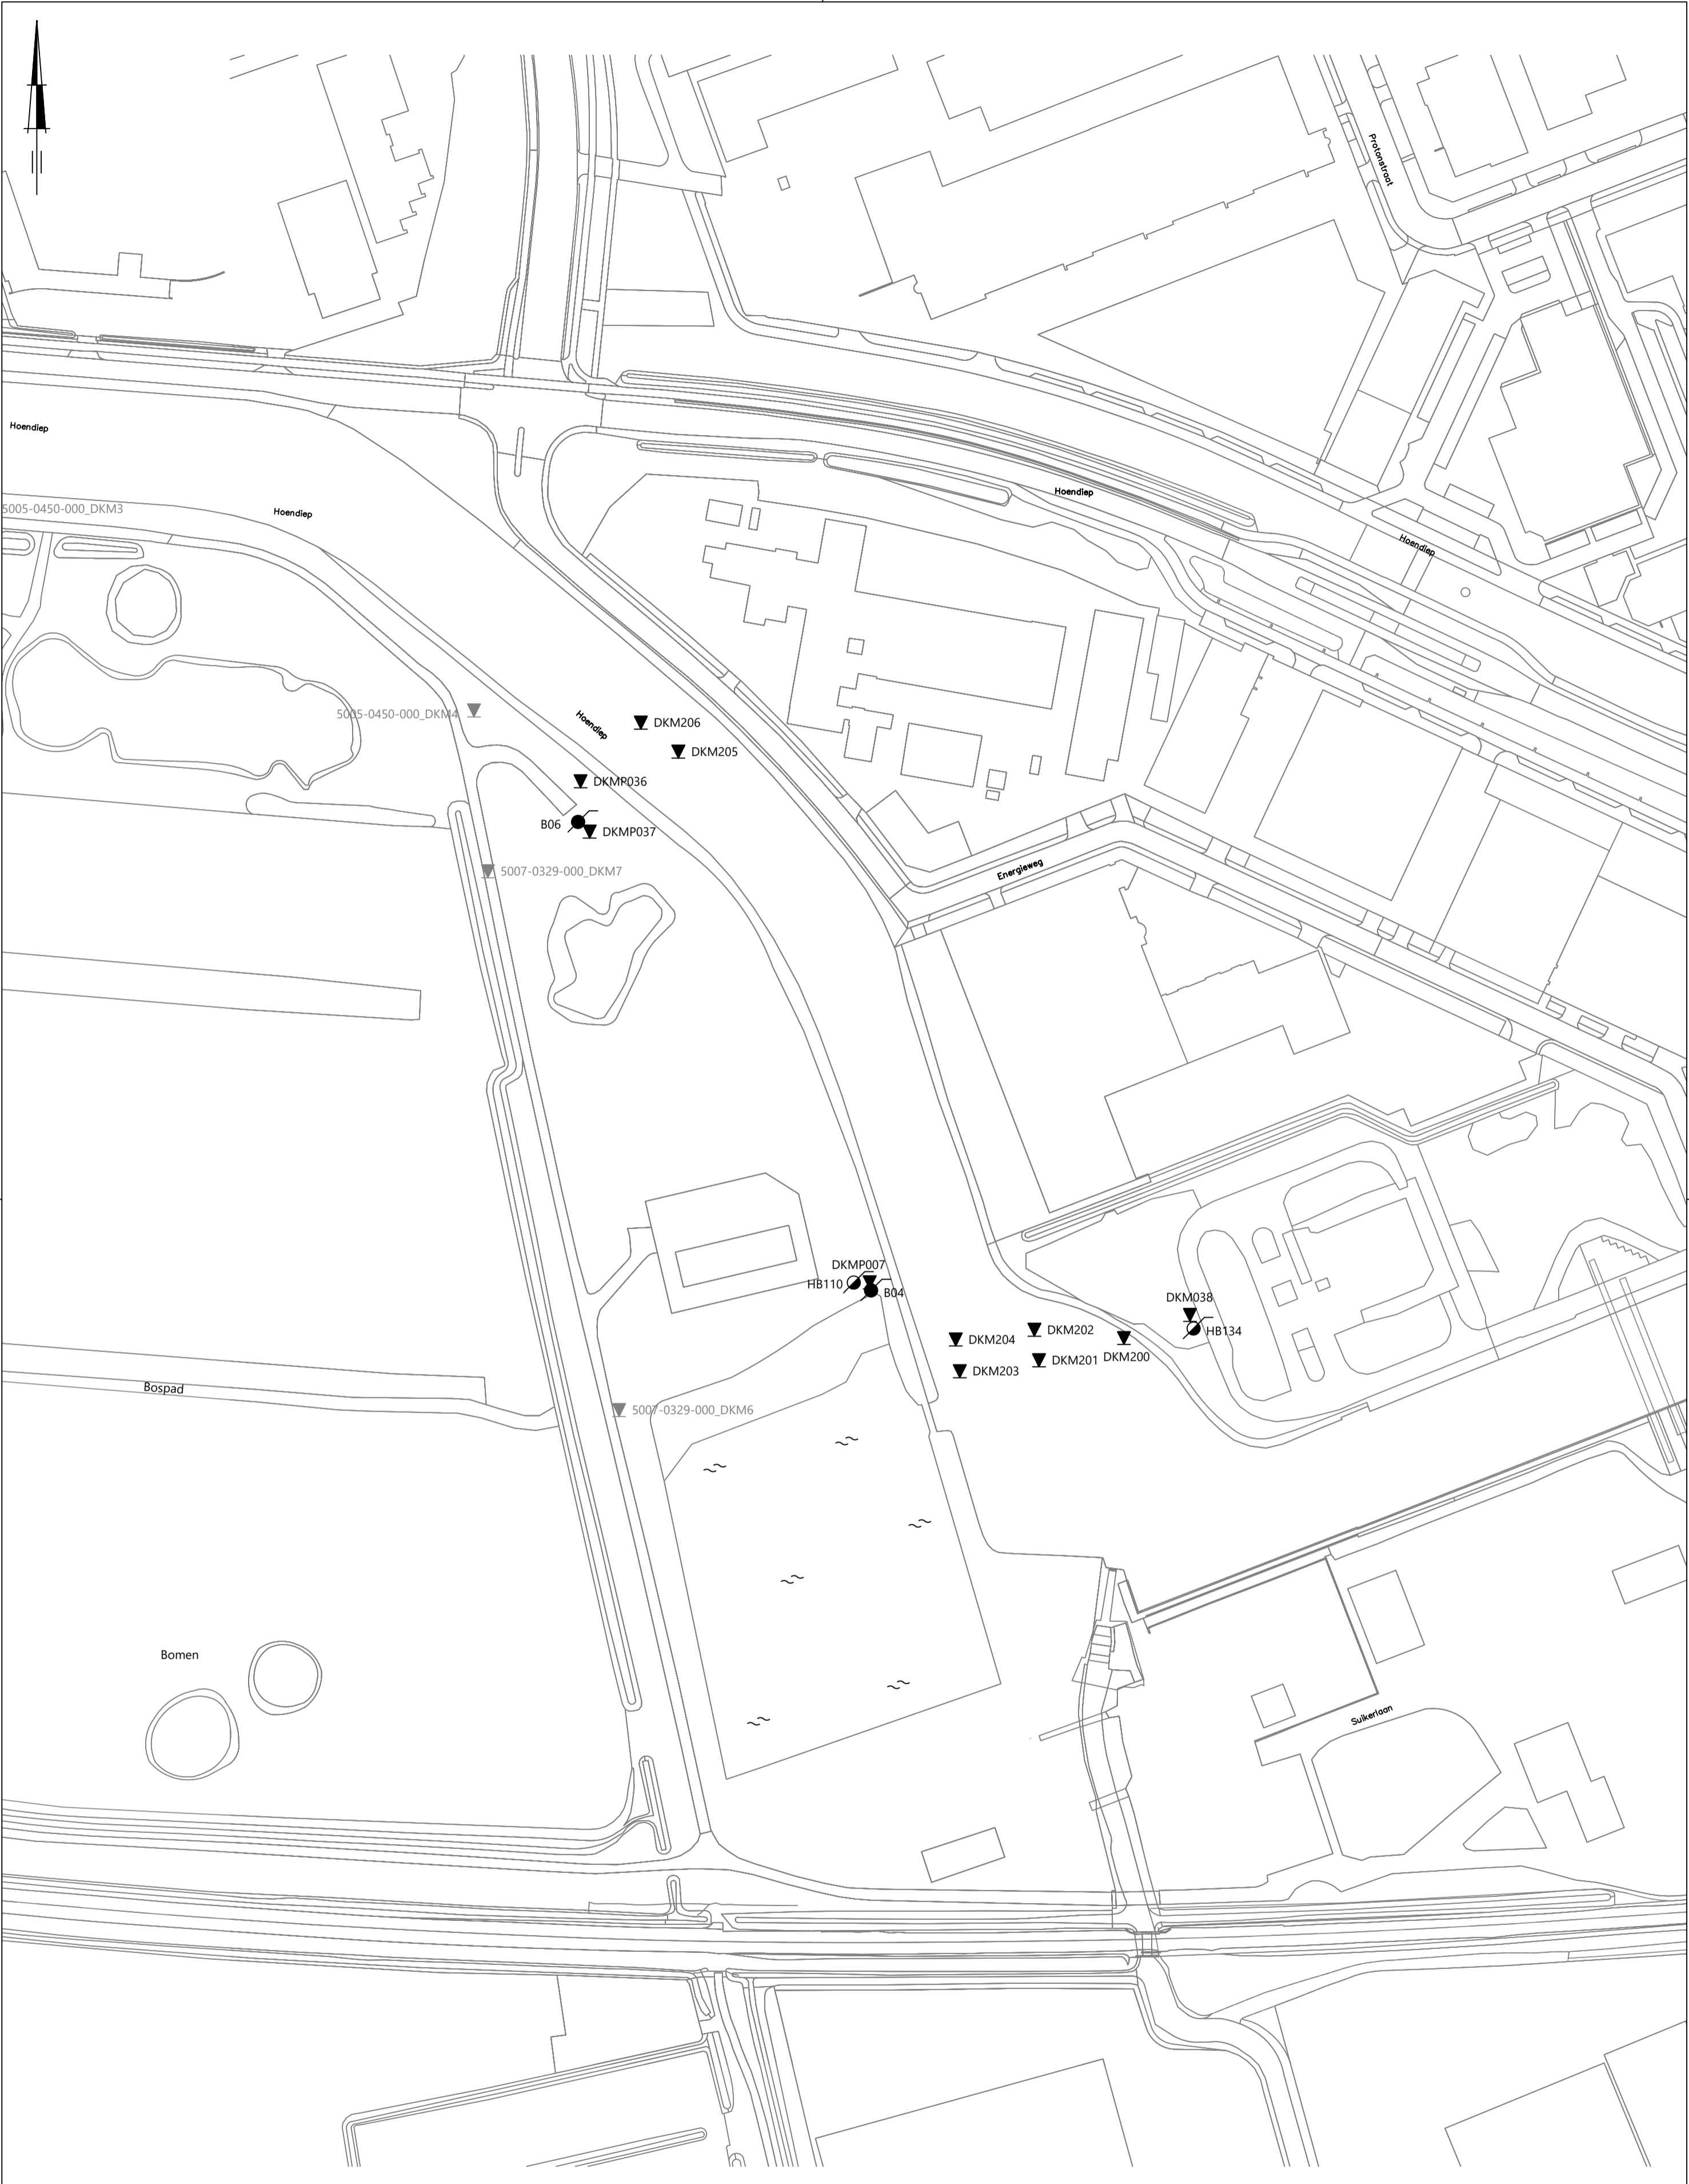 Protonstraat
Hoendiep
Hoendiep
Hoendiep
5005-0450-000_DKM3
Hoendiep
5005-0450-000_DKM4
Hoendiep
DKM206
DKM205
DKMP036
B06
DKMP037
5007-0329-000_DKM7
Energieweg
DKMP007
HB110
B04
DKM038
HB134
DKM204
DKM202
DKM201
DKM200
DKM203
Bospad
5007-0329-000_DKM6
Bomen
Suikerlaan